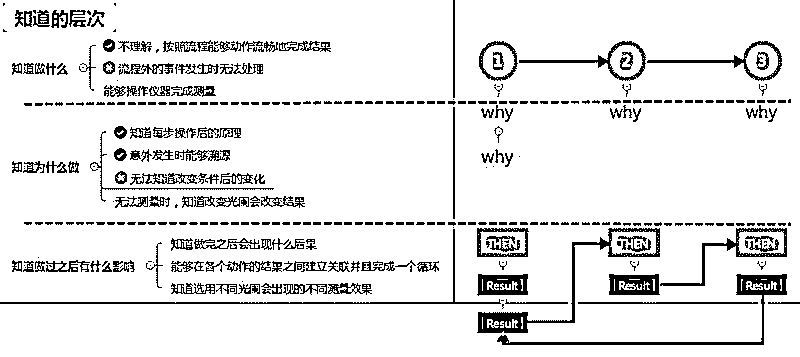 知道的层次
不理解，按照流程能够动作流畅地完成结果
知道做什么
流程外的事件发生时无法处理
能够操作仪器完成测量
1 2 3
why why why
why
知道每步操作后的原理
意外发生时能够溯源
知道为什么做
无法知道改变条件后的变化
无法测量时，知道改变光阑会改变结果
THEN THEN THEN
知道做完之后会出现什么后果
知道做过之后有什么影响
能够在各个动作的结果之间建立关联并且完成一个循环
知道选用不同光阑会出现的不同测量效果
Result Result Result
Result